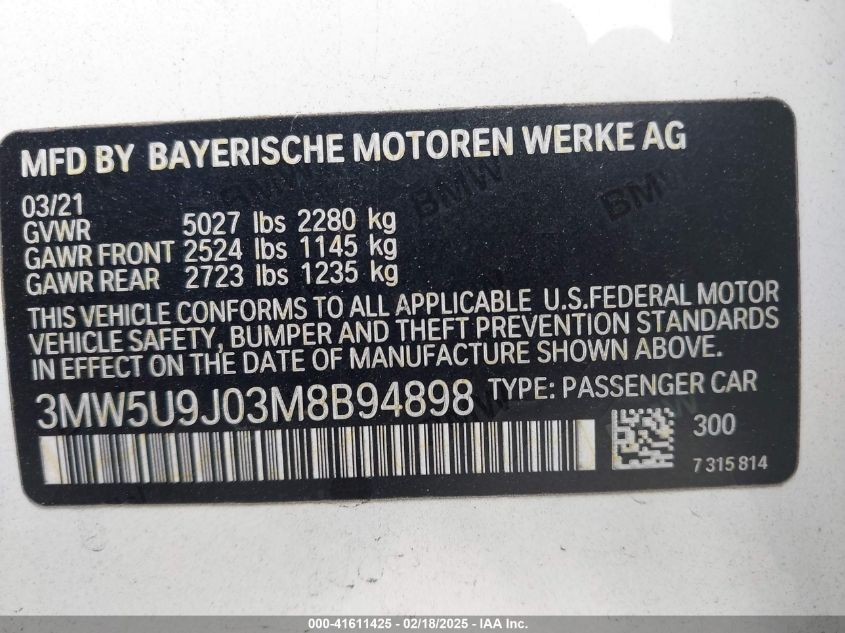 MFD BY BAYERISCHE MOTOREN WERKE AG
03/21
GVWR 5027 lbs 2280 kg
GAWR FRONT 2524 lbs 1145 kg
GAWR REAR 2723 lbs 1235 kg
THIS VEHICLE CONFORMS TO ALL APPLICABLE U.S.FEDERAL MOTOR
VEHICLE SAFETY, BUMPER AND THEFT PREVENTION STANDARDS
IN EFFECT ON THE DATE OF MANUFACTURE SHOWN ABOVE.
3MW5U9J03M8B94898 TYPE: PASSENGER CAR
300
7 315 814
BMW
BMW
000-41611425 - 02/18/2025 - IAA Inc.